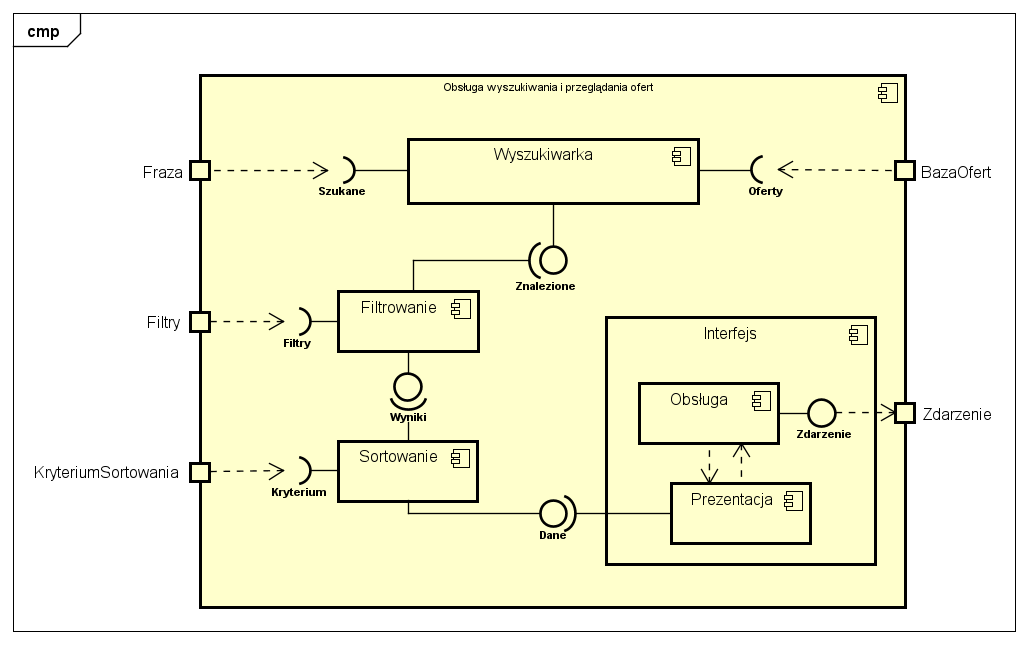 cmp
Obsługa wyszukiwania i przeglądania ofert
Wyszukiwarka
Fraza
Szukane
Oferty
BazaOfert
Znalezione
Filtrowanie
Filtry
Filtry
Interfejs
Obsługa
Wyniki
Zdarzenie
Zdarzenie
Sortowanie
KryteriumSortowania
Kryterium
Prezentacja
Dane